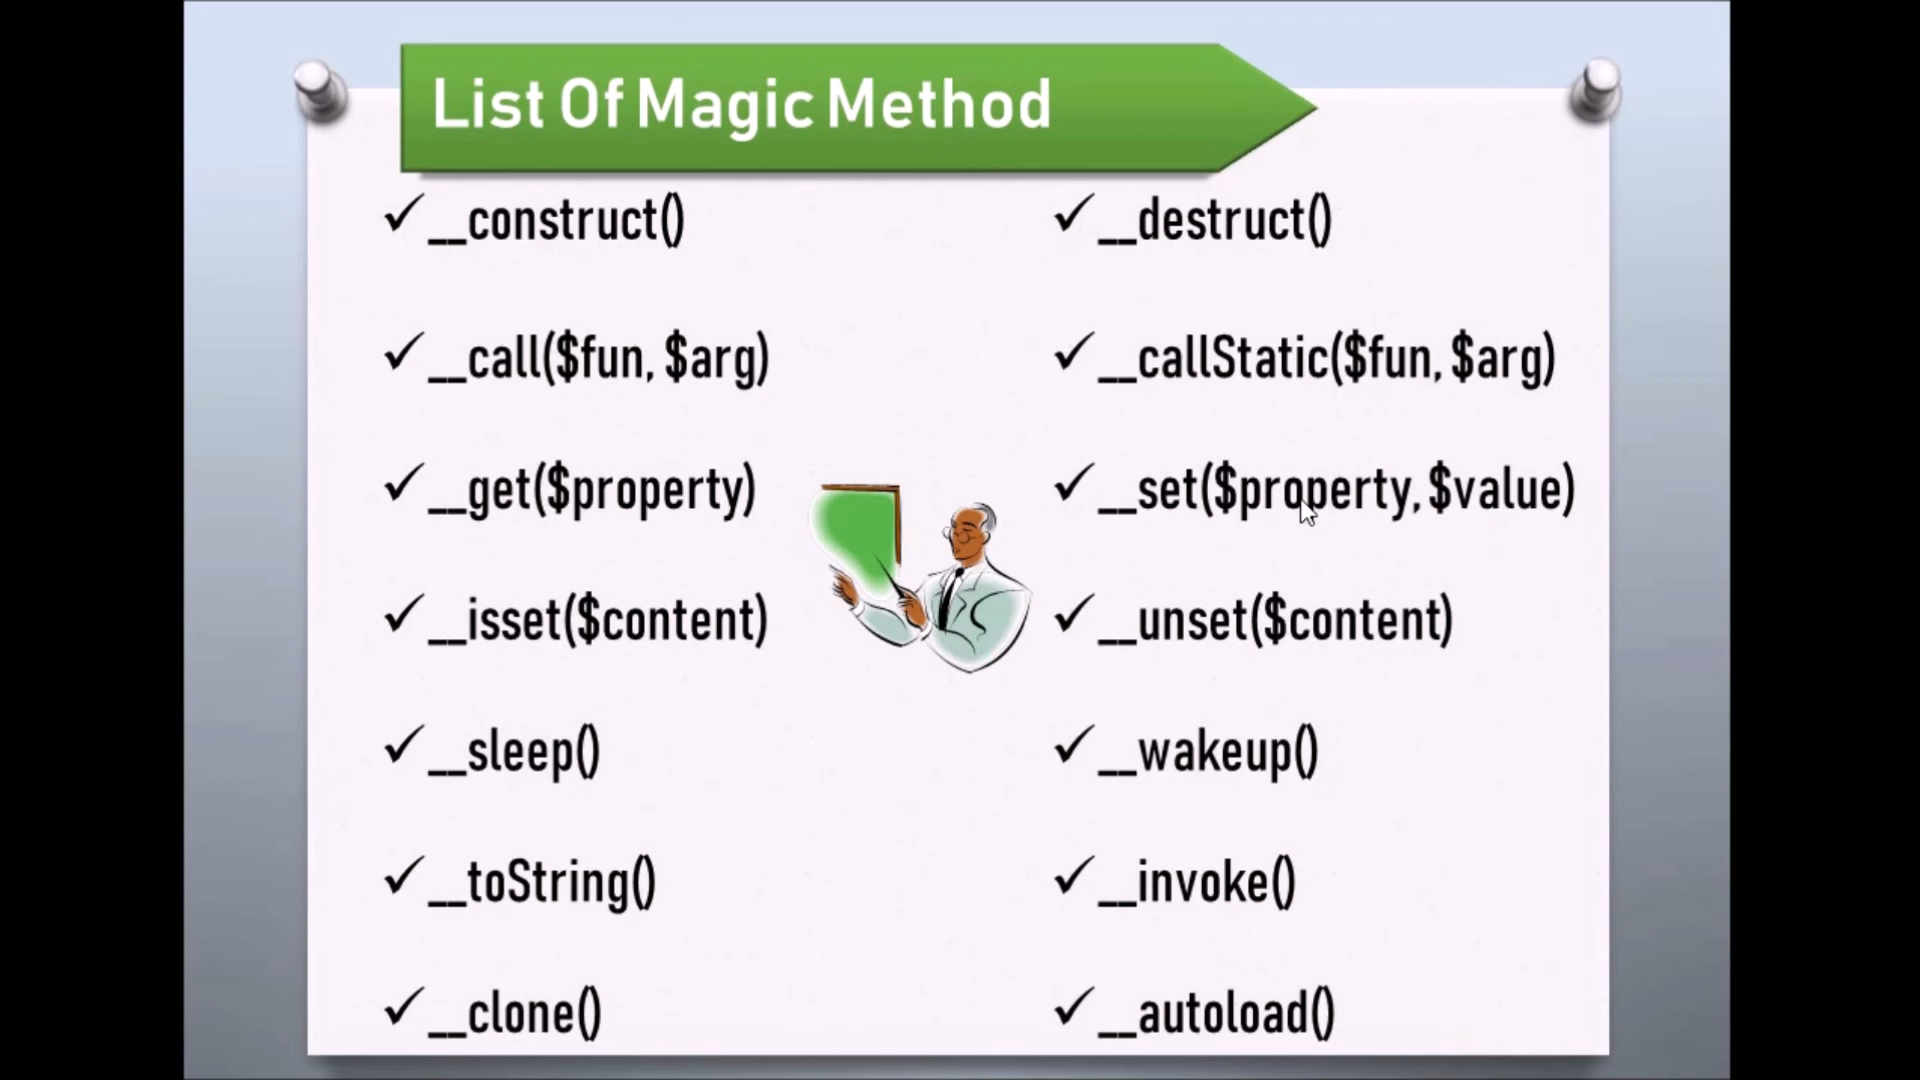 List Of Magic Method
✓ __construct()
✓ __destruct()
✓ __call($fun, $arg)
✓ __callStatic($fun, $arg)
✓ __get($property)
✓ __set($property, $value)
✓ __isset($content)
✓ __unset($content)
✓ __sleep()
✓ __wakeup()
✓ __toString()
✓ __invoke()
✓ __clone()
✓ __autoload()